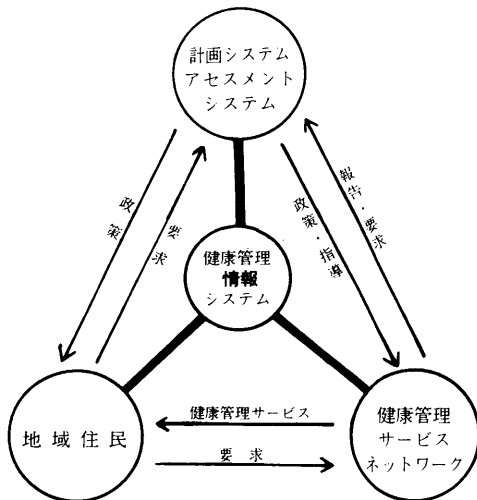 計画システム
アセスメント
システム
政策
要求
政策・指導
報告・要求
健康管理
情報
システム
地域住民
健康管理サービス
要求
健康管理
サービス
ネットワーク